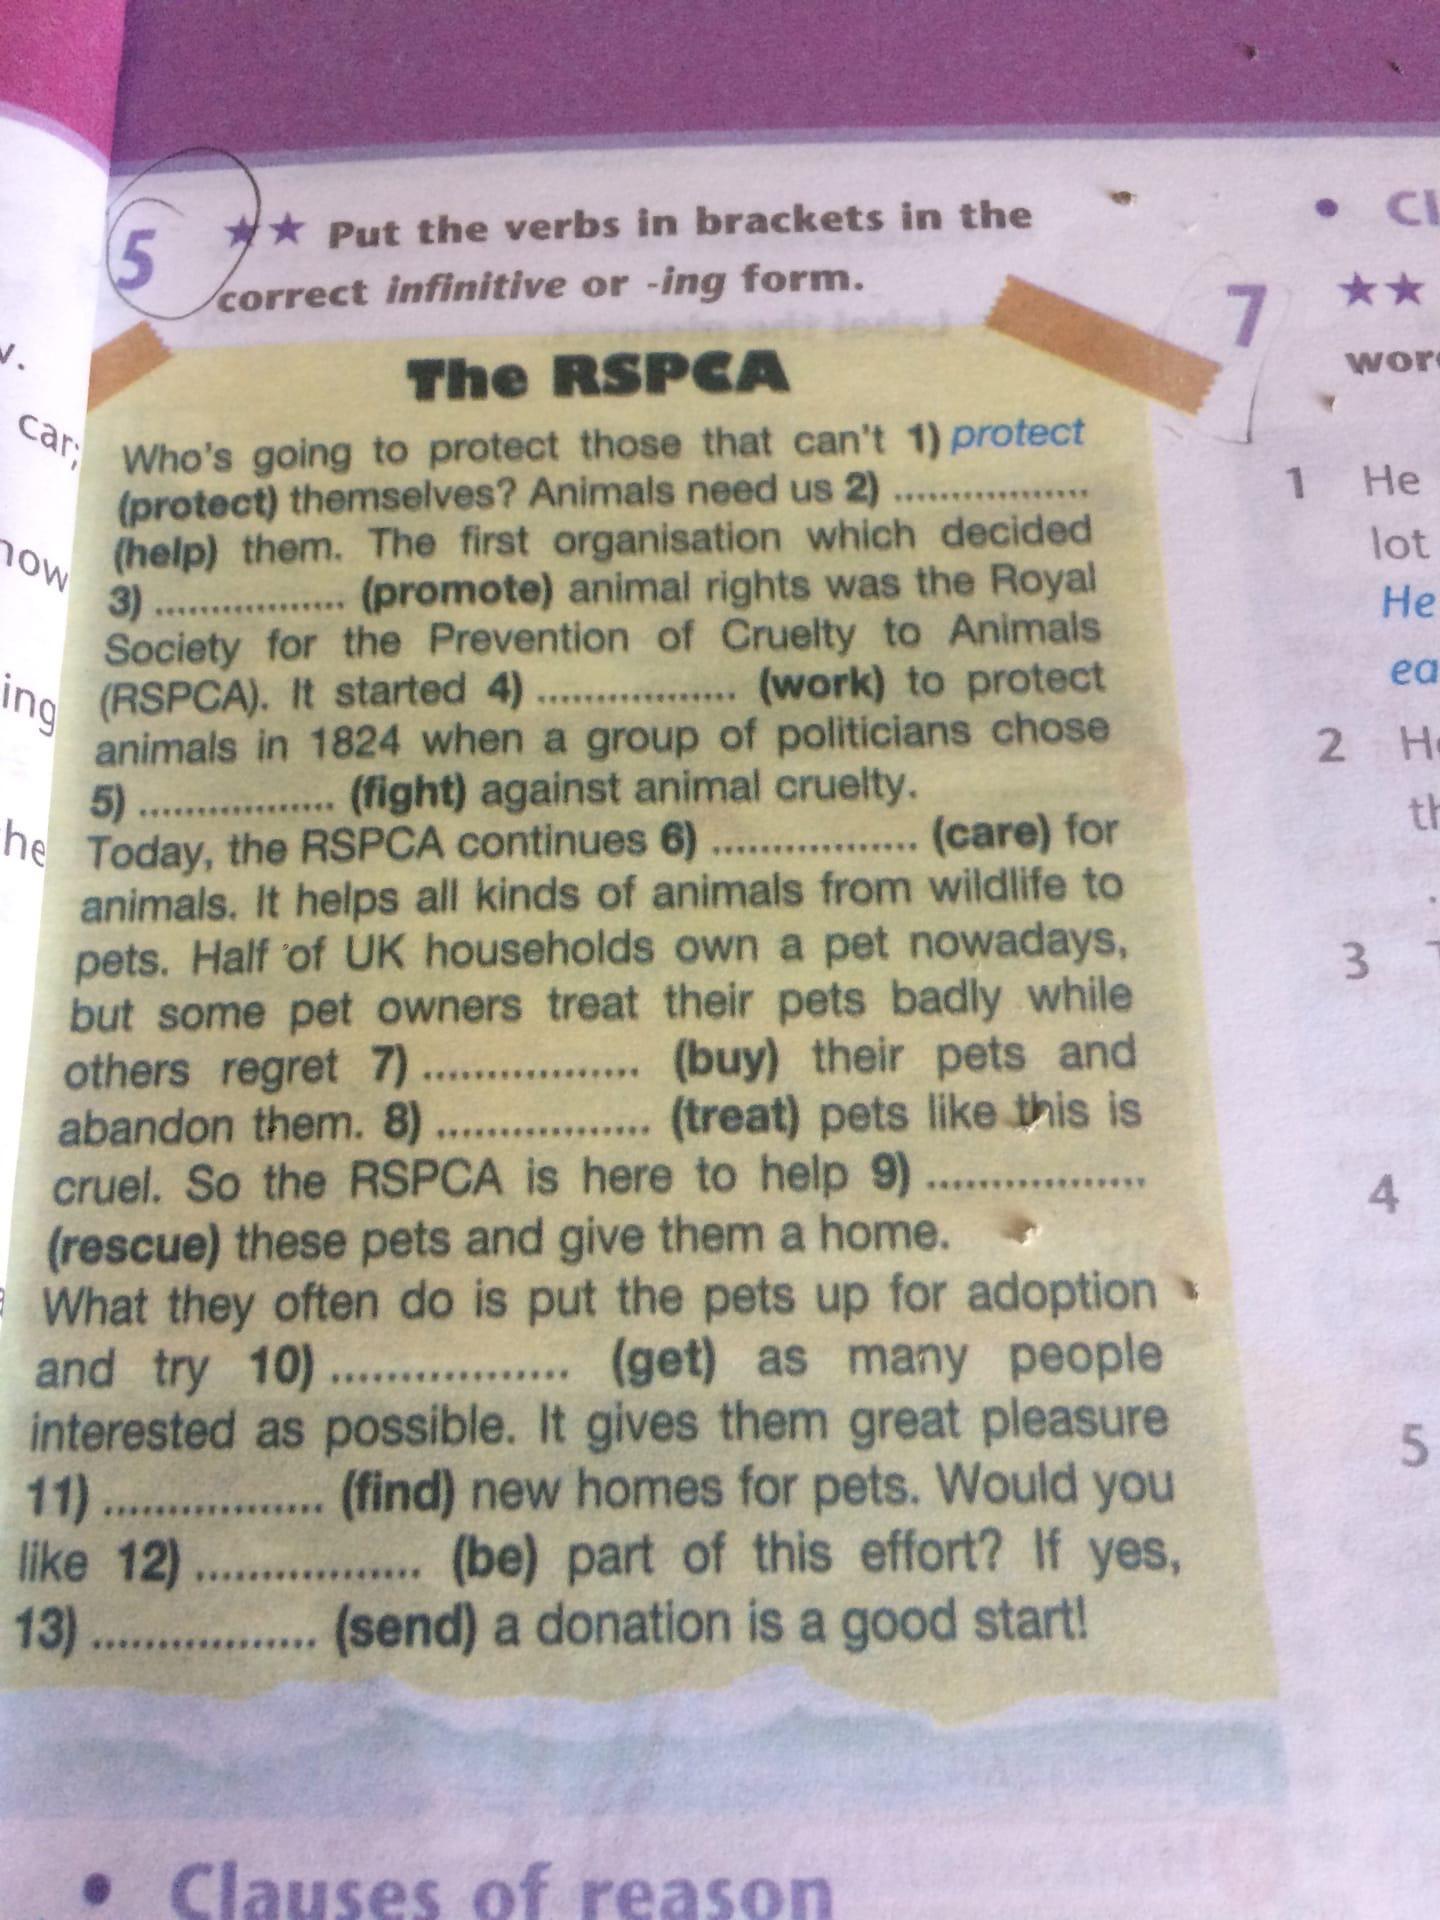 5 ★★ Put the verbs in brackets in the
correct infinitive or -ing form.
The RSPCA
Who's going to protect those that can't 1) protect
(protect) themselves? Animals need us 2) ..................
(help) them. The first organisation which decided
3) .................. (promote) animal rights was the Royal
Society for the Prevention of Cruelty to Animals
(RSPCA). It started 4) .................. (work) to protect
animals in 1824 when a group of politicians chose
5) .................. (fight) against animal cruelty.
Today, the RSPCA continues 6) .................. (care) for
animals. It helps all kinds of animals from wildlife to
pets. Half of UK households own a pet nowadays,
but some pet owners treat their pets badly while
others regret 7) .................. (buy) their pets and
abandon them. 8) .................. (treat) pets like this is
cruel. So the RSPCA is here to help 9) ..................
(rescue) these pets and give them a home.
What they often do is put the pets up for adoption
and try 10) .................. (get) as many people
interested as possible. It gives them great pleasure
11) .................. (find) new homes for pets. Would you
like 12) .................. (be) part of this effort? If yes,
13) .................. (send) a donation is a good start!
• Clauses of reason
car;
ing
7 ★★
1 He
lot
He
2
3
4
5